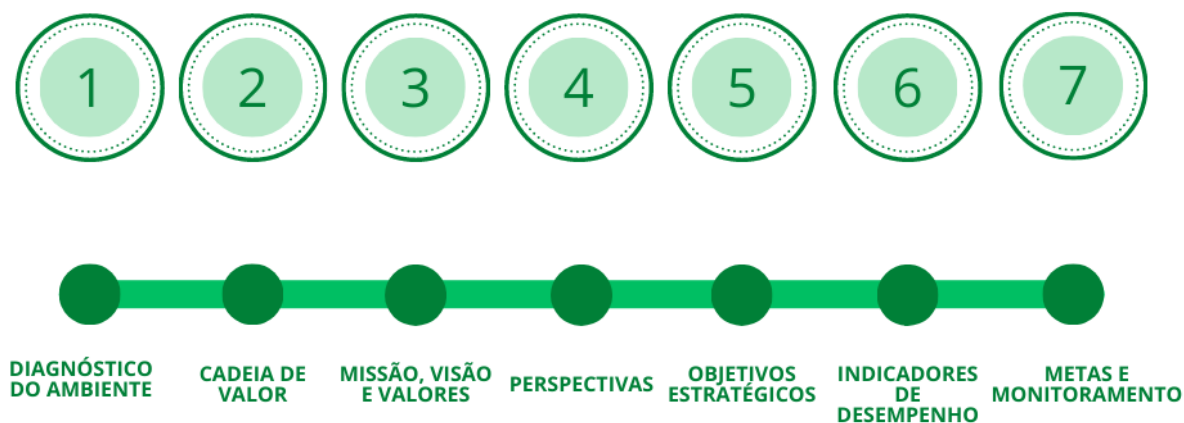 1
2
3
4
5
6
7
DIAGNÓSTICO
DO AMBIENTE
CADEIA DE
VALOR
MISSÃO, VISÃO
E VALORES
PERSPECTIVAS
OBJETIVOS
ESTRATÉGICOS
INDICADORES
DE
DESEMPENHO
METAS E
MONITORAMENTO